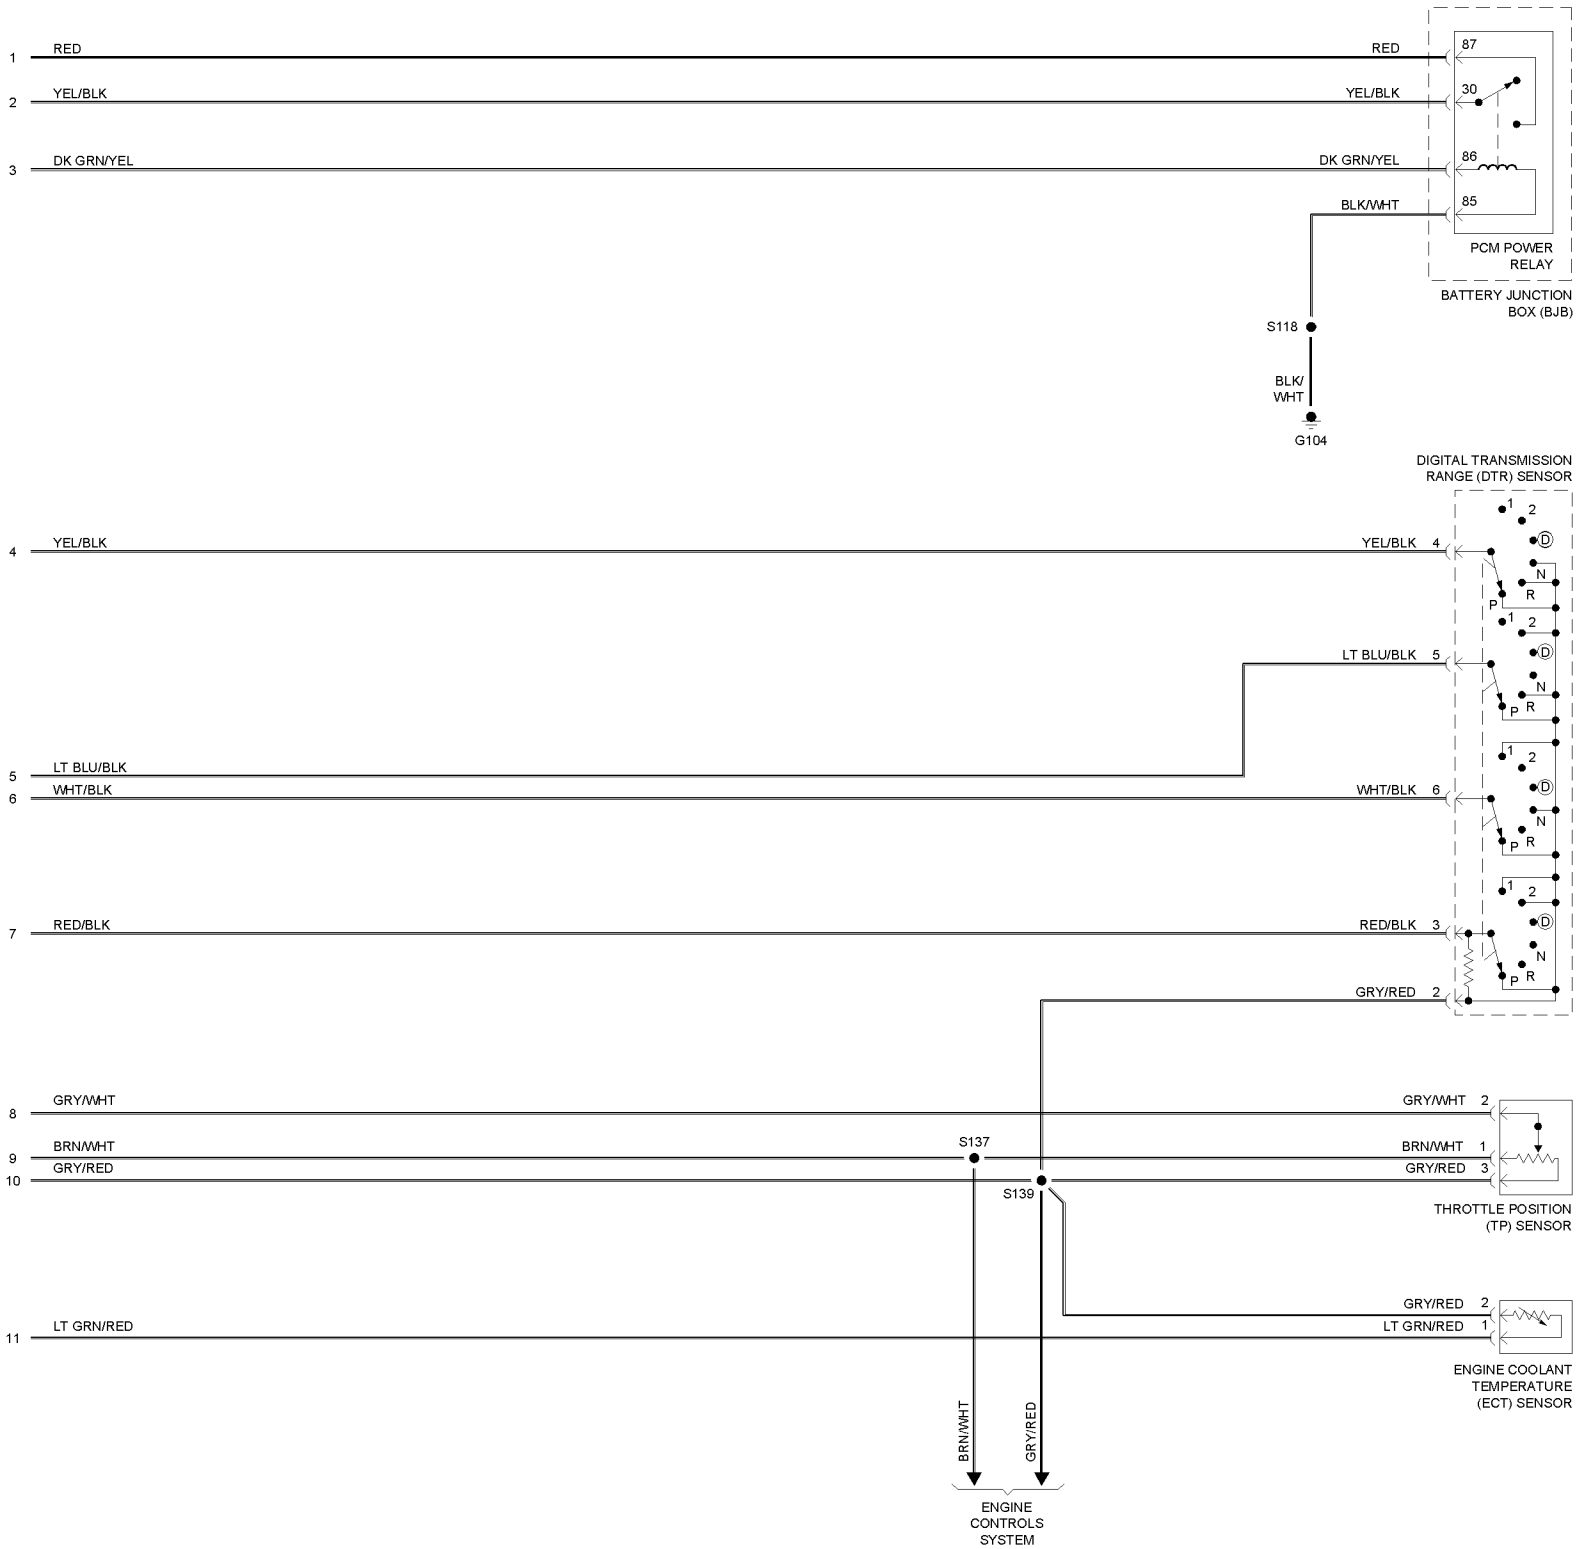 1 RED RED 87
2 YEL/BLK YEL/BLK 30
3 DK GRN/YEL DK GRN/YEL 86
BLK/WHT 85
PCM POWER
RELAY
BATTERY JUNCTION
BOX (BJB)
S118
BLK/
WHT
G104
DIGITAL TRANSMISSION
RANGE (DTR) SENSOR
1
2
4 YEL/BLK YEL/BLK 4
D
N
R
P
1
2
LT BLU/BLK 5
D
N
R
P
1
2
5 LT BLU/BLK
6 WHT/BLK WHT/BLK 6
D
N
R
P
1
2
7 RED/BLK RED/BLK 3
D
N
R
P
GRY/RED 2
8 GRY/WHT GRY/WHT 2
S137
9 BRN/WHT BRN/WHT 1
10 GRY/RED GRY/RED 3
S139
THROTTLE POSITION
(TP) SENSOR
GRY/RED 2
11 LT GRN/RED LT GRN/RED 1
ENGINE COOLANT
TEMPERATURE
(ECT) SENSOR
BRN/WHT
GRY/RED
ENGINE
CONTROLS
SYSTEM